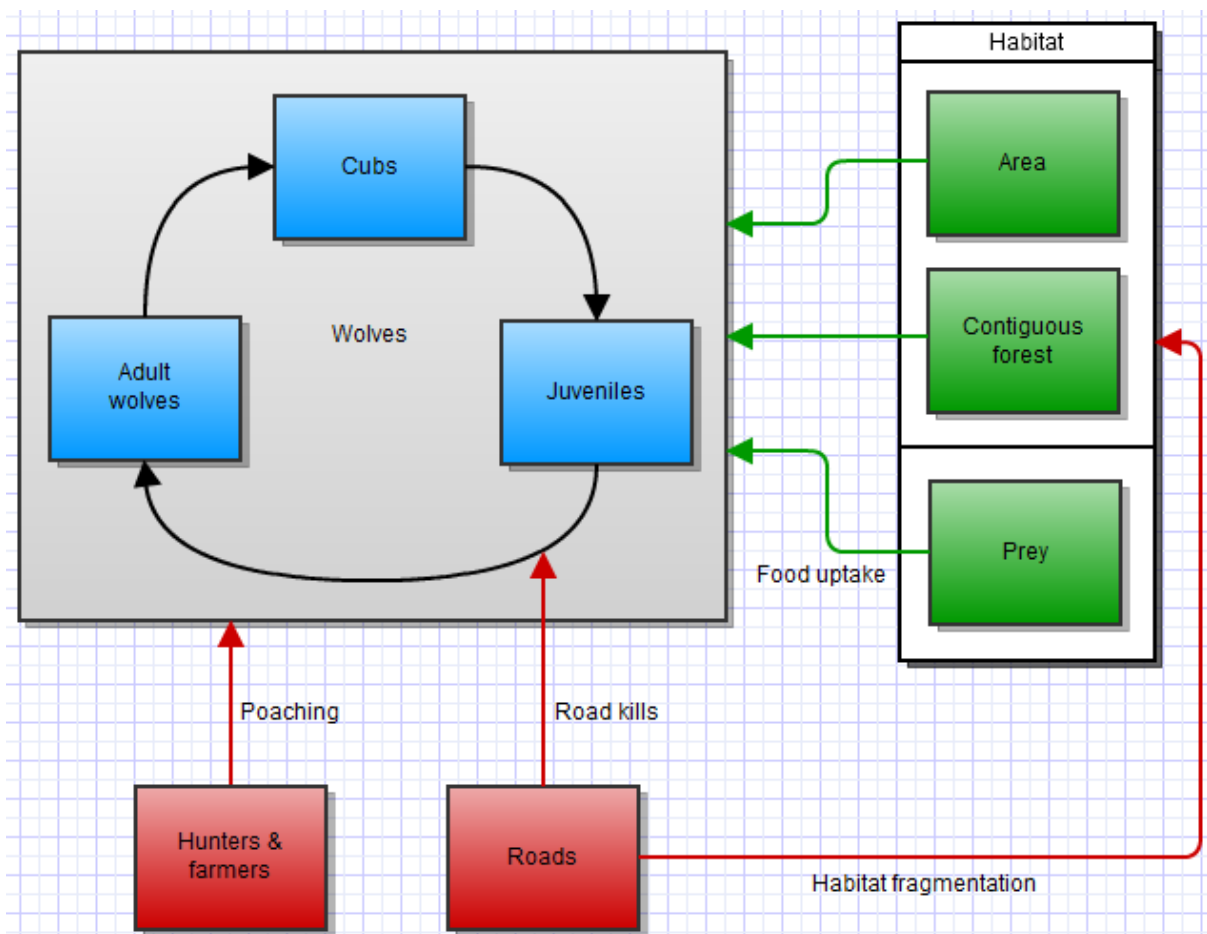 Habitat
Cubs
Area
Wolves
Contiguous
forest
Adult
wolves
Juveniles
Prey
Food uptake
Poaching
Road kills
Hunters &
farmers
Roads
Habitat fragmentation